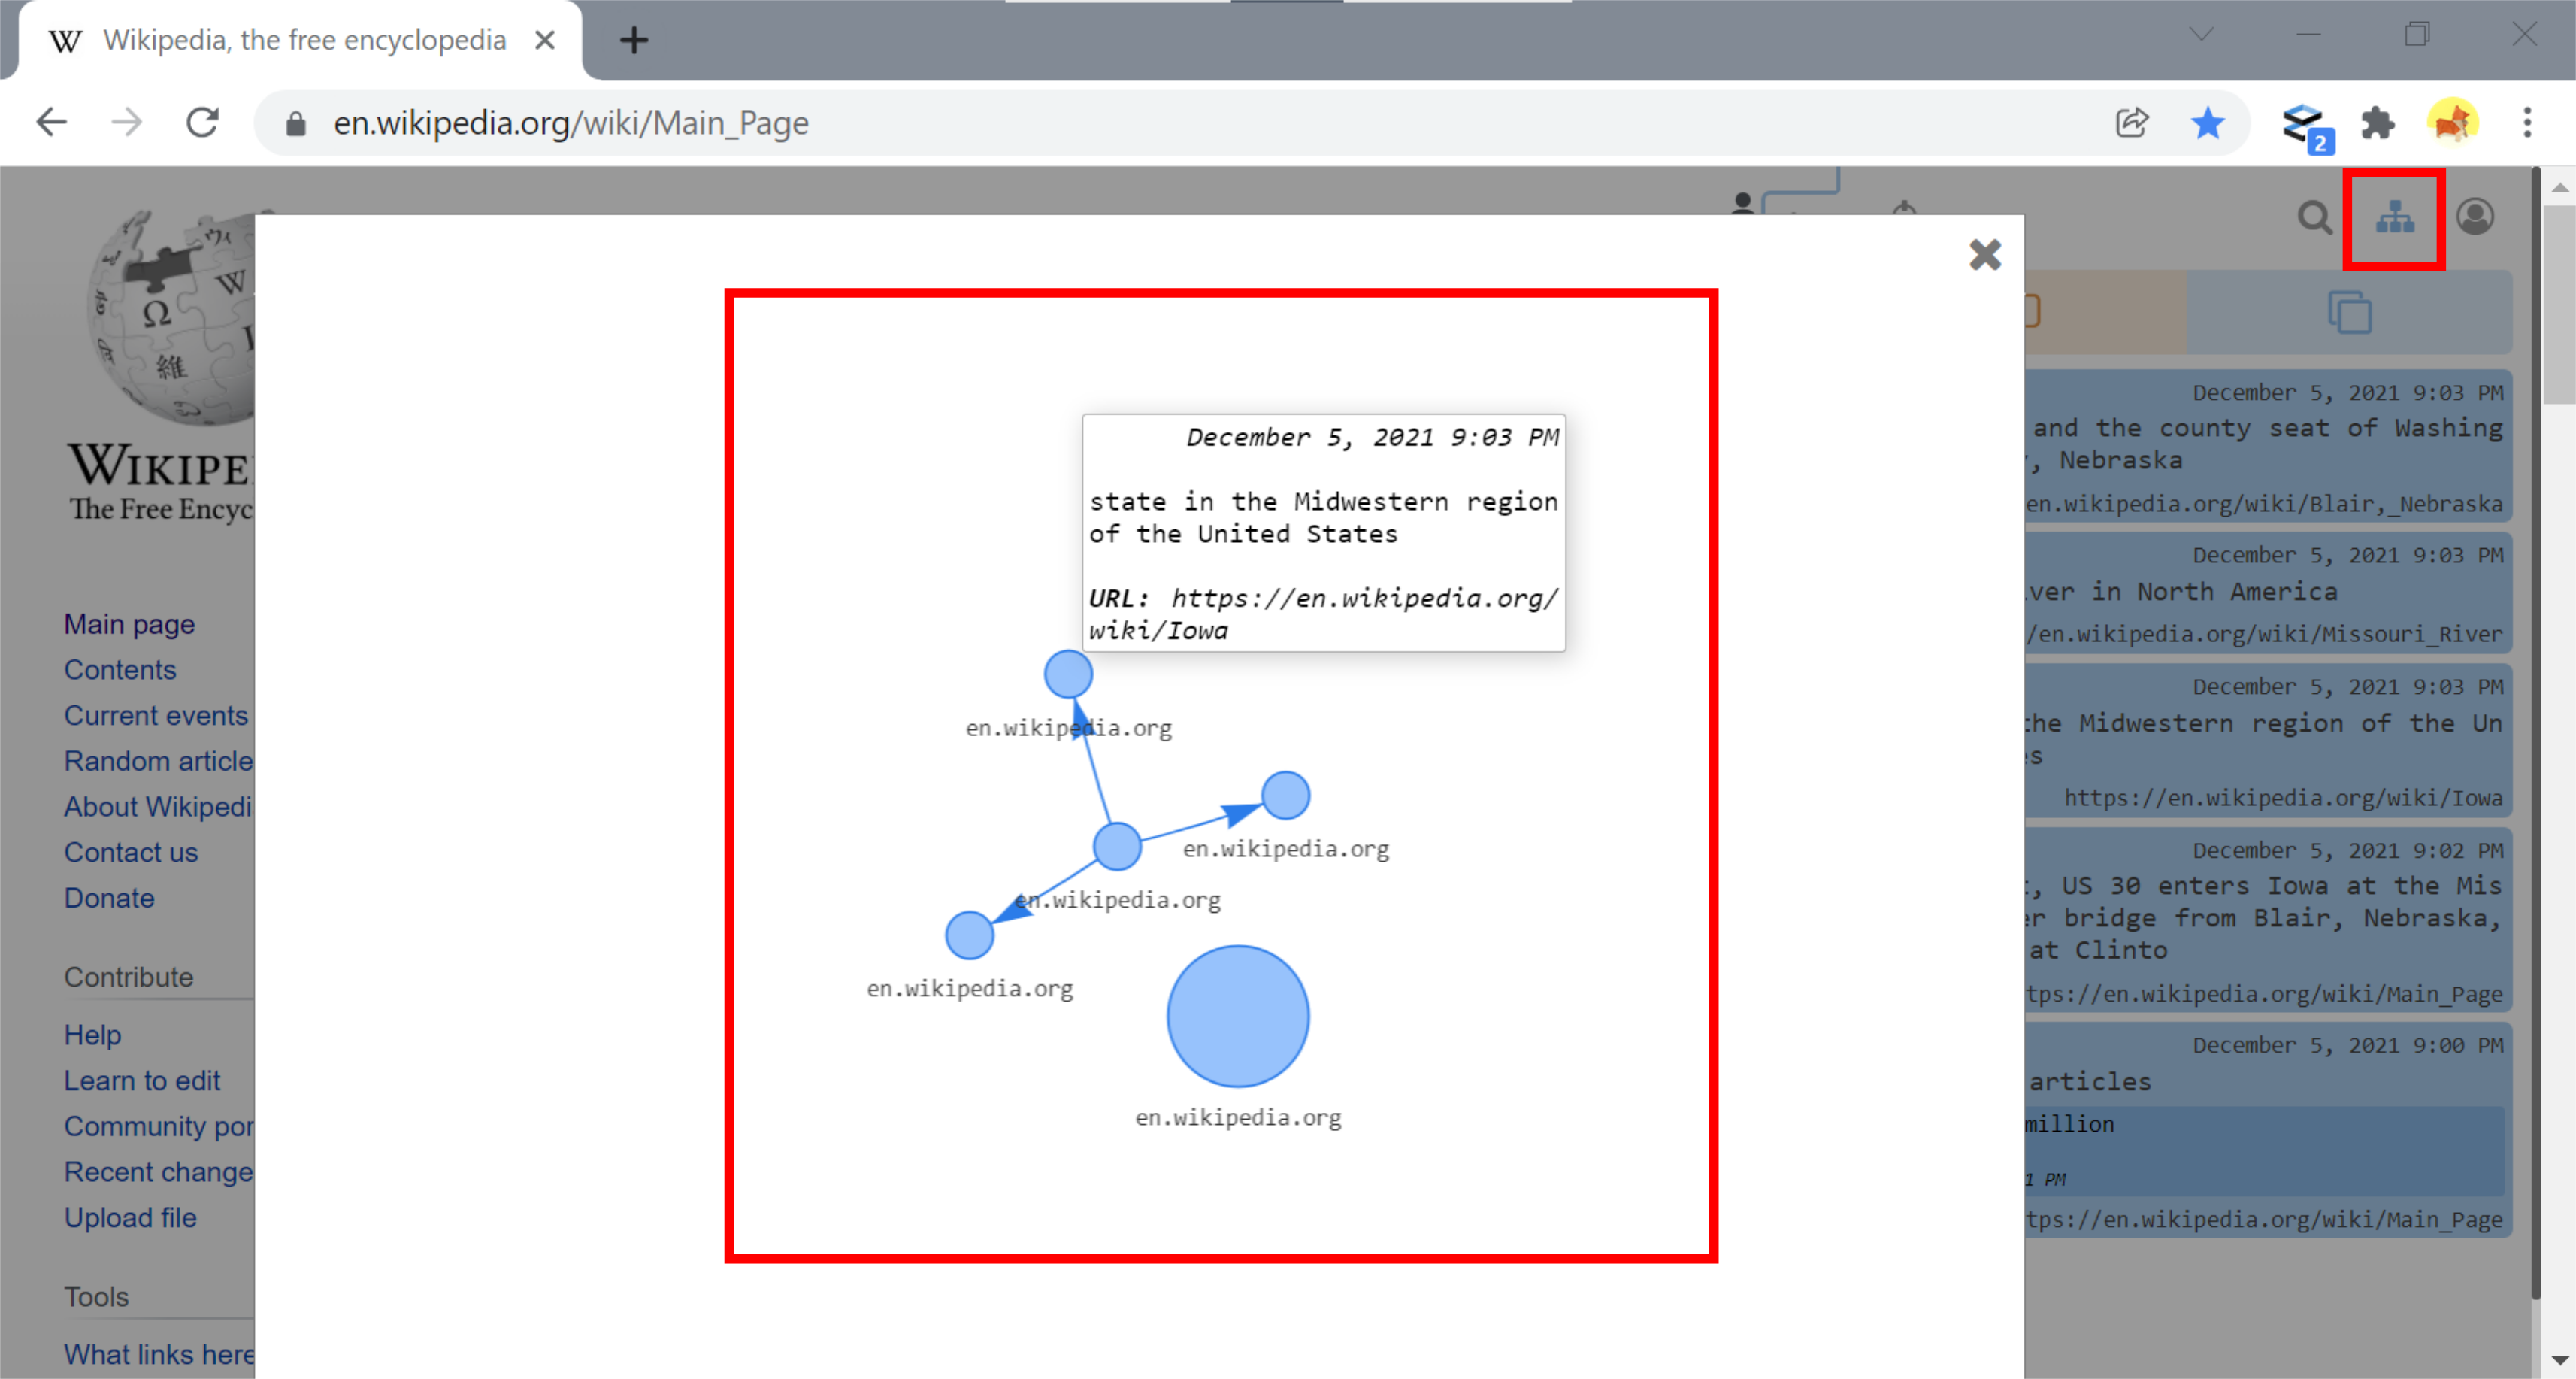 Wikipedia, the free encyclopedia
en.wikipedia.org/wiki/Main_Page
2
WIKIPE
The Free Encyc
Main page
Contents
Current events
Random article
About Wikipedi
Contact us
Donate
Contribute
Help
Learn to edit
Community por
Recent change
Upload file
Tools
What links here
December 5, 2021 9:03 PM
state in the Midwestern region
of the United States
URL: https://en.wikipedia.org/
wiki/Iowa
en.wikipedia.org
en.wikipedia.org
en.wikipedia.org
en.wikipedia.org
en.wikipedia.org
December 5, 2021 9:03 PM
and the county seat of Washing
, Nebraska
en.wikipedia.org/wiki/Blair,_Nebraska
December 5, 2021 9:03 PM
ver in North America
/en.wikipedia.org/wiki/Missouri_River
December 5, 2021 9:03 PM
he Midwestern region of the Un
es
https://en.wikipedia.org/wiki/Iowa
December 5, 2021 9:02 PM
, US 30 enters Iowa at the Mis
er bridge from Blair, Nebraska,
at Clinto
tps://en.wikipedia.org/wiki/Main_Page
December 5, 2021 9:00 PM
articles
million
1 PM
tps://en.wikipedia.org/wiki/Main_Page